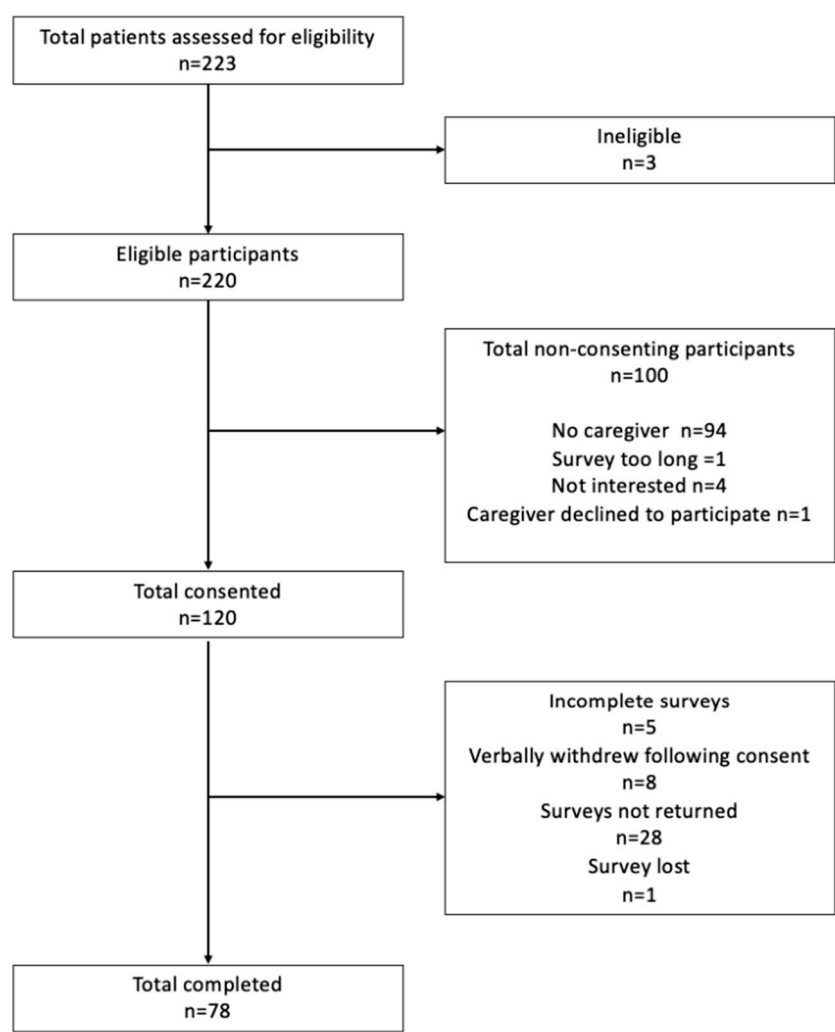 Total patients assessed for eligibility
n=223
Ineligible
n=3
Eligible participants
n=220
Total non-consenting participants
n=100
No caregiver  n=94
Survey too long =1
Not interested n=4
Caregiver declined to participate n=1
Total consented
n=120
Incomplete surveys
n=5
Verbally withdrew following consent
n=8
Surveys not returned
n=28
Survey lost
n=1
Total completed
n=78